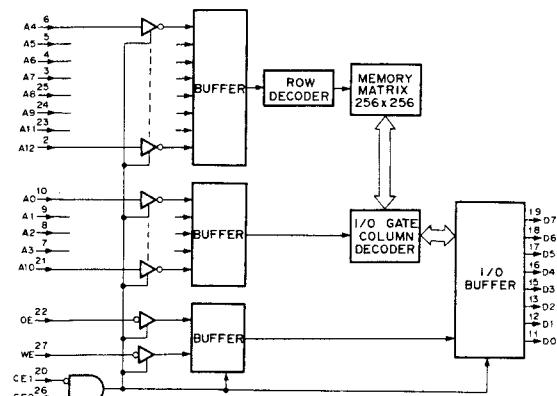 A4 6
A5 5
A6 4
A7 3
A8 25
A9 24
A11 23
A12 2
BUFFER
ROW
DECODER
MEMORY
MATRIX
256x256
A0 10
A1 9
A2 8
A3 7
A10 21
BUFFER
I/O GATE
COLUMN
DECODER
I/O
BUFFER
19 D7
18 D6
17 D5
16 D4
15 D3
13 D2
12 D1
11 D0
OE 22
WE 27
BUFFER
CE1 20
26